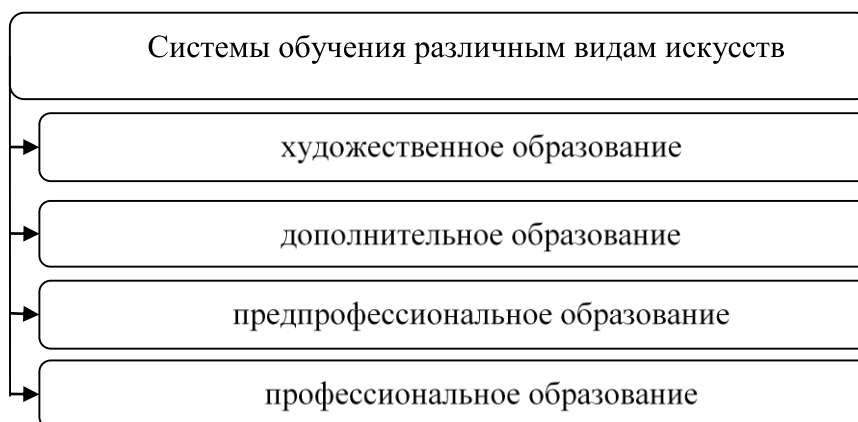 Системы обучения различным видам искусств
художественное образование
дополнительное образование
предпрофессиональное образование
профессиональное образование